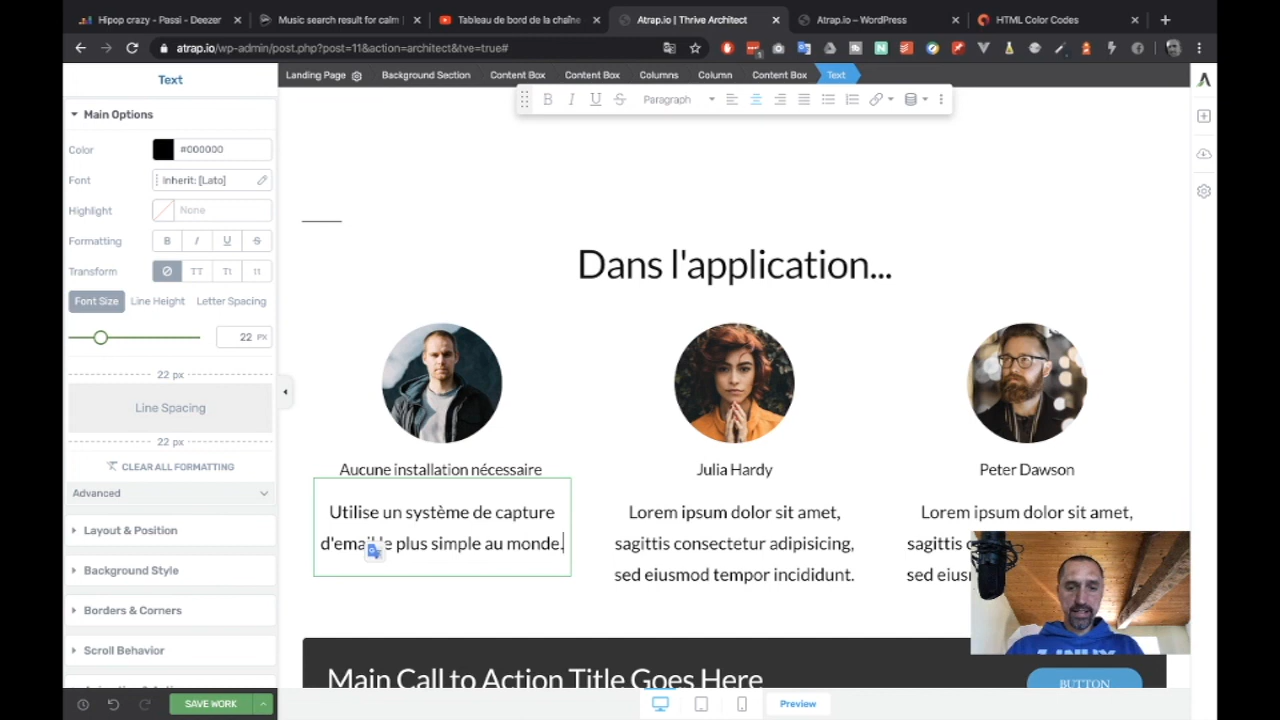 Hipop crazy - Passi - Deezer
Music search result for calm
Tableau de bord de la chaîne
Atrap.io | Thrive Architect
Atrap.io – WordPress
HTML Color Codes
atrap.io/wp-admin/post.php?post=11&action=architect&tve=true#
Text
Landing Page
Background Section
Content Box
Content Box
Columns
Column
Content Box
Text
B I U S Paragraph
Main Options
Color #000000
Font Inherit: [Lato]
Highlight None
Formatting B I U S
Transform TT Tt tt
Font Size Line Height Letter Spacing
22 PX
22 px
Line Spacing
22 px
CLEAR ALL FORMATTING
Advanced
Layout & Position
Background Style
Borders & Corners
Scroll Behavior
SAVE WORK
Dans l'application...
Aucune installation nécessaire
Utilise un système de capture
d'email le plus simple au monde.
Julia Hardy
Lorem ipsum dolor sit amet,
sagittis consectetur adipisicing,
sed eiusmod tempor incididunt.
Peter Dawson
Lorem ipsum dolor sit amet,
sagittis
sed
Main Call to Action Title Goes Here
BUTTON
Preview